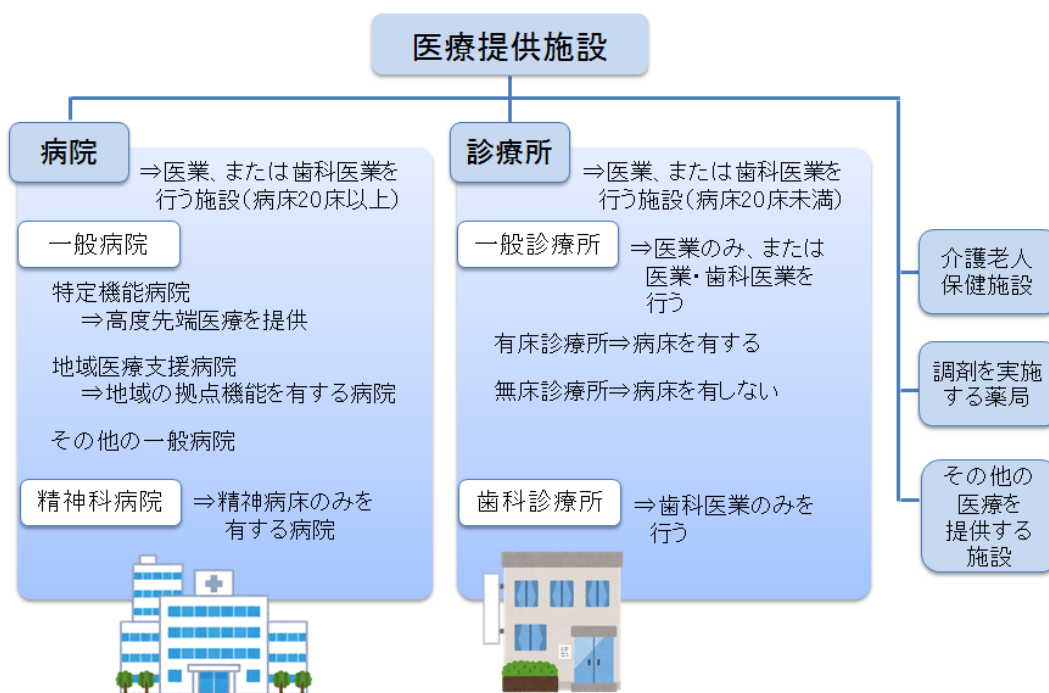 医療提供施設
病院
⇒医業、または歯科医業を
行う施設(病床20床以上)
一般病院
特定機能病院
⇒高度先端医療を提供
地域医療支援病院
⇒地域の拠点機能を有する病院
その他の一般病院
精神科病院
⇒精神病床のみを
有する病院
診療所
⇒医業、または歯科医業を
行う施設(病床20床未満)
一般診療所
⇒医業のみ、または
医業・歯科医業を
行う
有床診療所⇒病床を有する
無床診療所⇒病床を有しない
歯科診療所
⇒歯科医業のみを
行う
介護老人
保健施設
調剤を実施
する薬局
その他の
医療を
提供する
施設